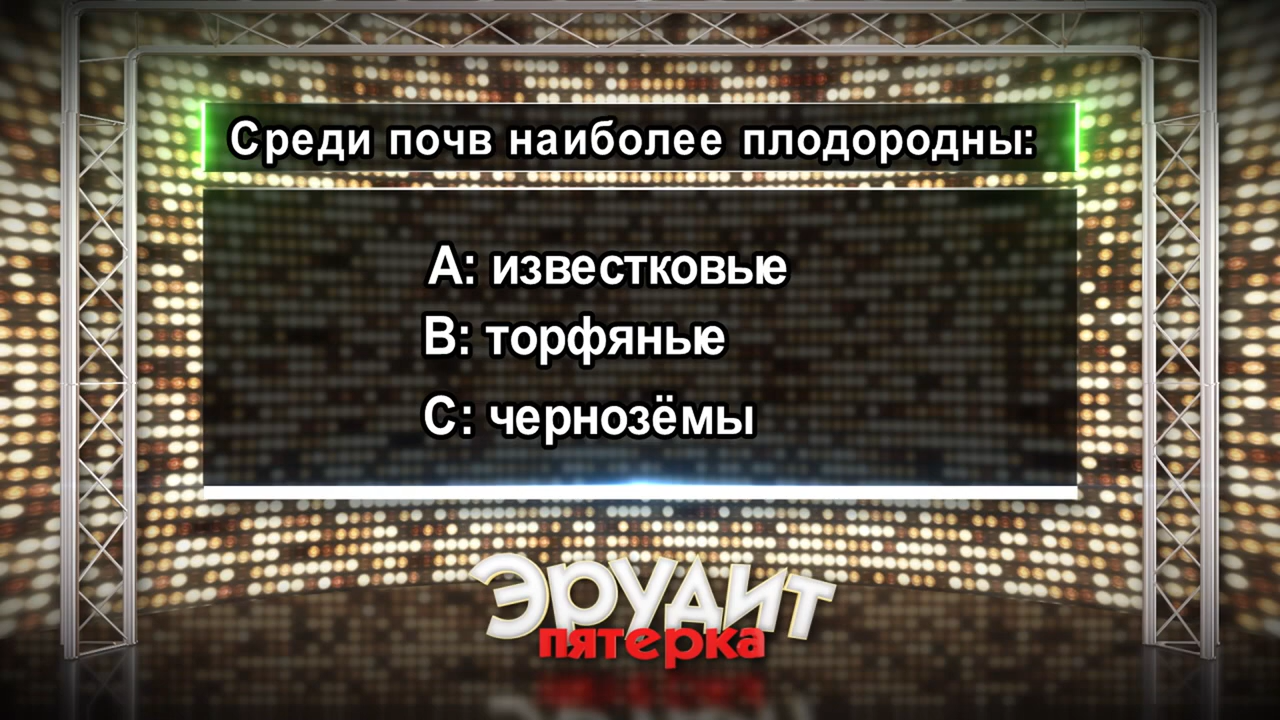 Среди почв наиболее плодородны:
А: известковые
В: торфяные
С: чернозёмы
ЭРУДИТ
пятерка